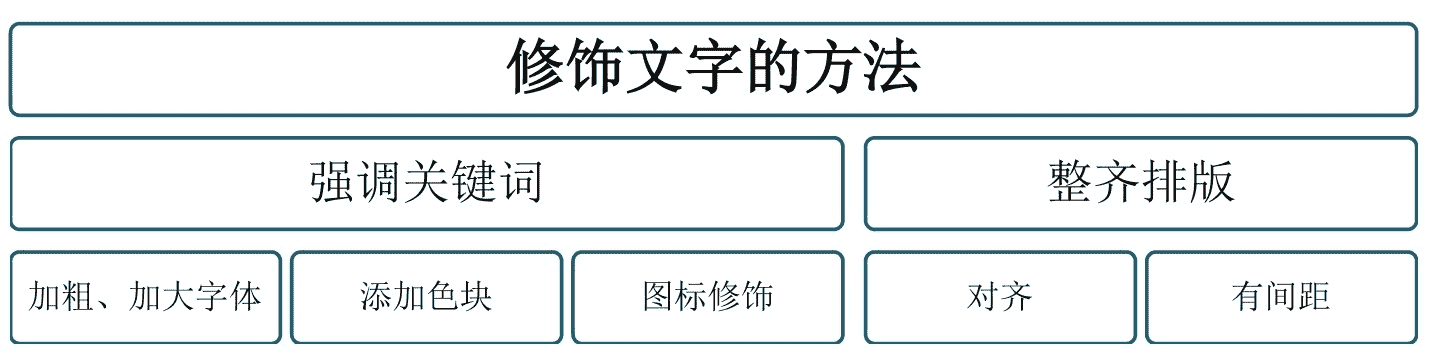 修饰文字的方法
强调关键词
整齐排版
加粗、加大字体
添加色块
图标修饰
对齐
有间距